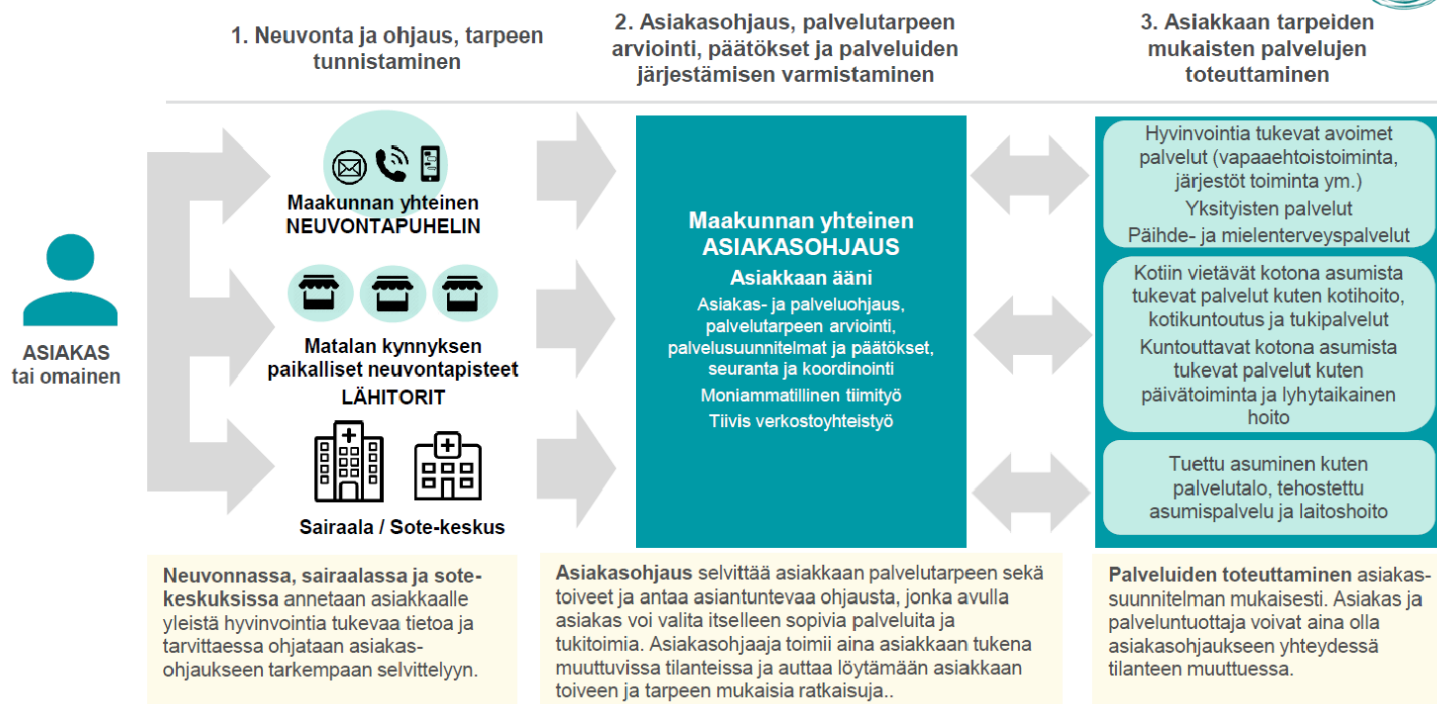 1. Neuvonta ja ohjaus, tarpeen
tunnistaminen
2. Asiakasohjaus, palvelutarpeen
arviointi, päätökset ja palveluiden
järjestämisen varmistaminen
3. Asiakkaan tarpeiden
mukaisten palvelujen
toteuttaminen
ASIAKAS
tai omainen
Maakunnan yhteinen
NEUVONTAPUHELIN
Matalan kynnyksen
paikalliset neuvontapisteet
LÄHITORIT
Sairaala / Sote-keskus
Maakunnan yhteinen
ASIAKASOHJAUS
Asiakkaan ääni
Asiakas- ja palveluohjaus,
palvelutarpeen arviointi,
palvelusuunnitelmat ja päätökset,
seuranta ja koordinointi
Moniammatillinen tiimityö
Tiivis verkostoyhteistyö
Hyvinvointia tukevat avoimet
palvelut (vapaaehtoistoiminta,
järjestöt toiminta ym.)
Yksityisten palvelut
Päihde- ja mielenterveyspalvelut
Kotiin vietävät kotona asumista
tukevat palvelut kuten kotihoito,
kotikuntoutus ja tukipalvelut
Kuntouttavat kotona asumista
tukevat palvelut kuten
päivätoiminta ja lyhytaikainen
hoito
Tuettu asuminen kuten
palvelutalo, tehostettu
asumispalvelu ja laitoshoito
Neuvonnassa, sairaalassa ja sote-
keskuksissa annetaan asiakkaalle
yleistä hyvinvointia tukevaa tietoa ja
tarvittaessa ohjataan asiakas-
ohjaukseen tarkempaan selvittelyyn.
Asiakasohjaus selvittää asiakkaan palvelutarpeen sekä
toiveet ja antaa asiantuntevaa ohjausta, jonka avulla
asiakas voi valita itselleen sopivia palveluita ja
tukitoimia. Asiakasohjaaja toimii aina asiakkaan tukena
muuttuvissa tilanteissa ja auttaa löytämään asiakkaan
toiveen ja tarpeen mukaisia ratkaisuja..
Palveluiden toteuttaminen asiakas-
suunnitelman mukaisesti. Asiakas ja
palveluntuottaja voivat aina olla
asiakasohjaukseen yhteydessä
tilanteen muuttuessa.